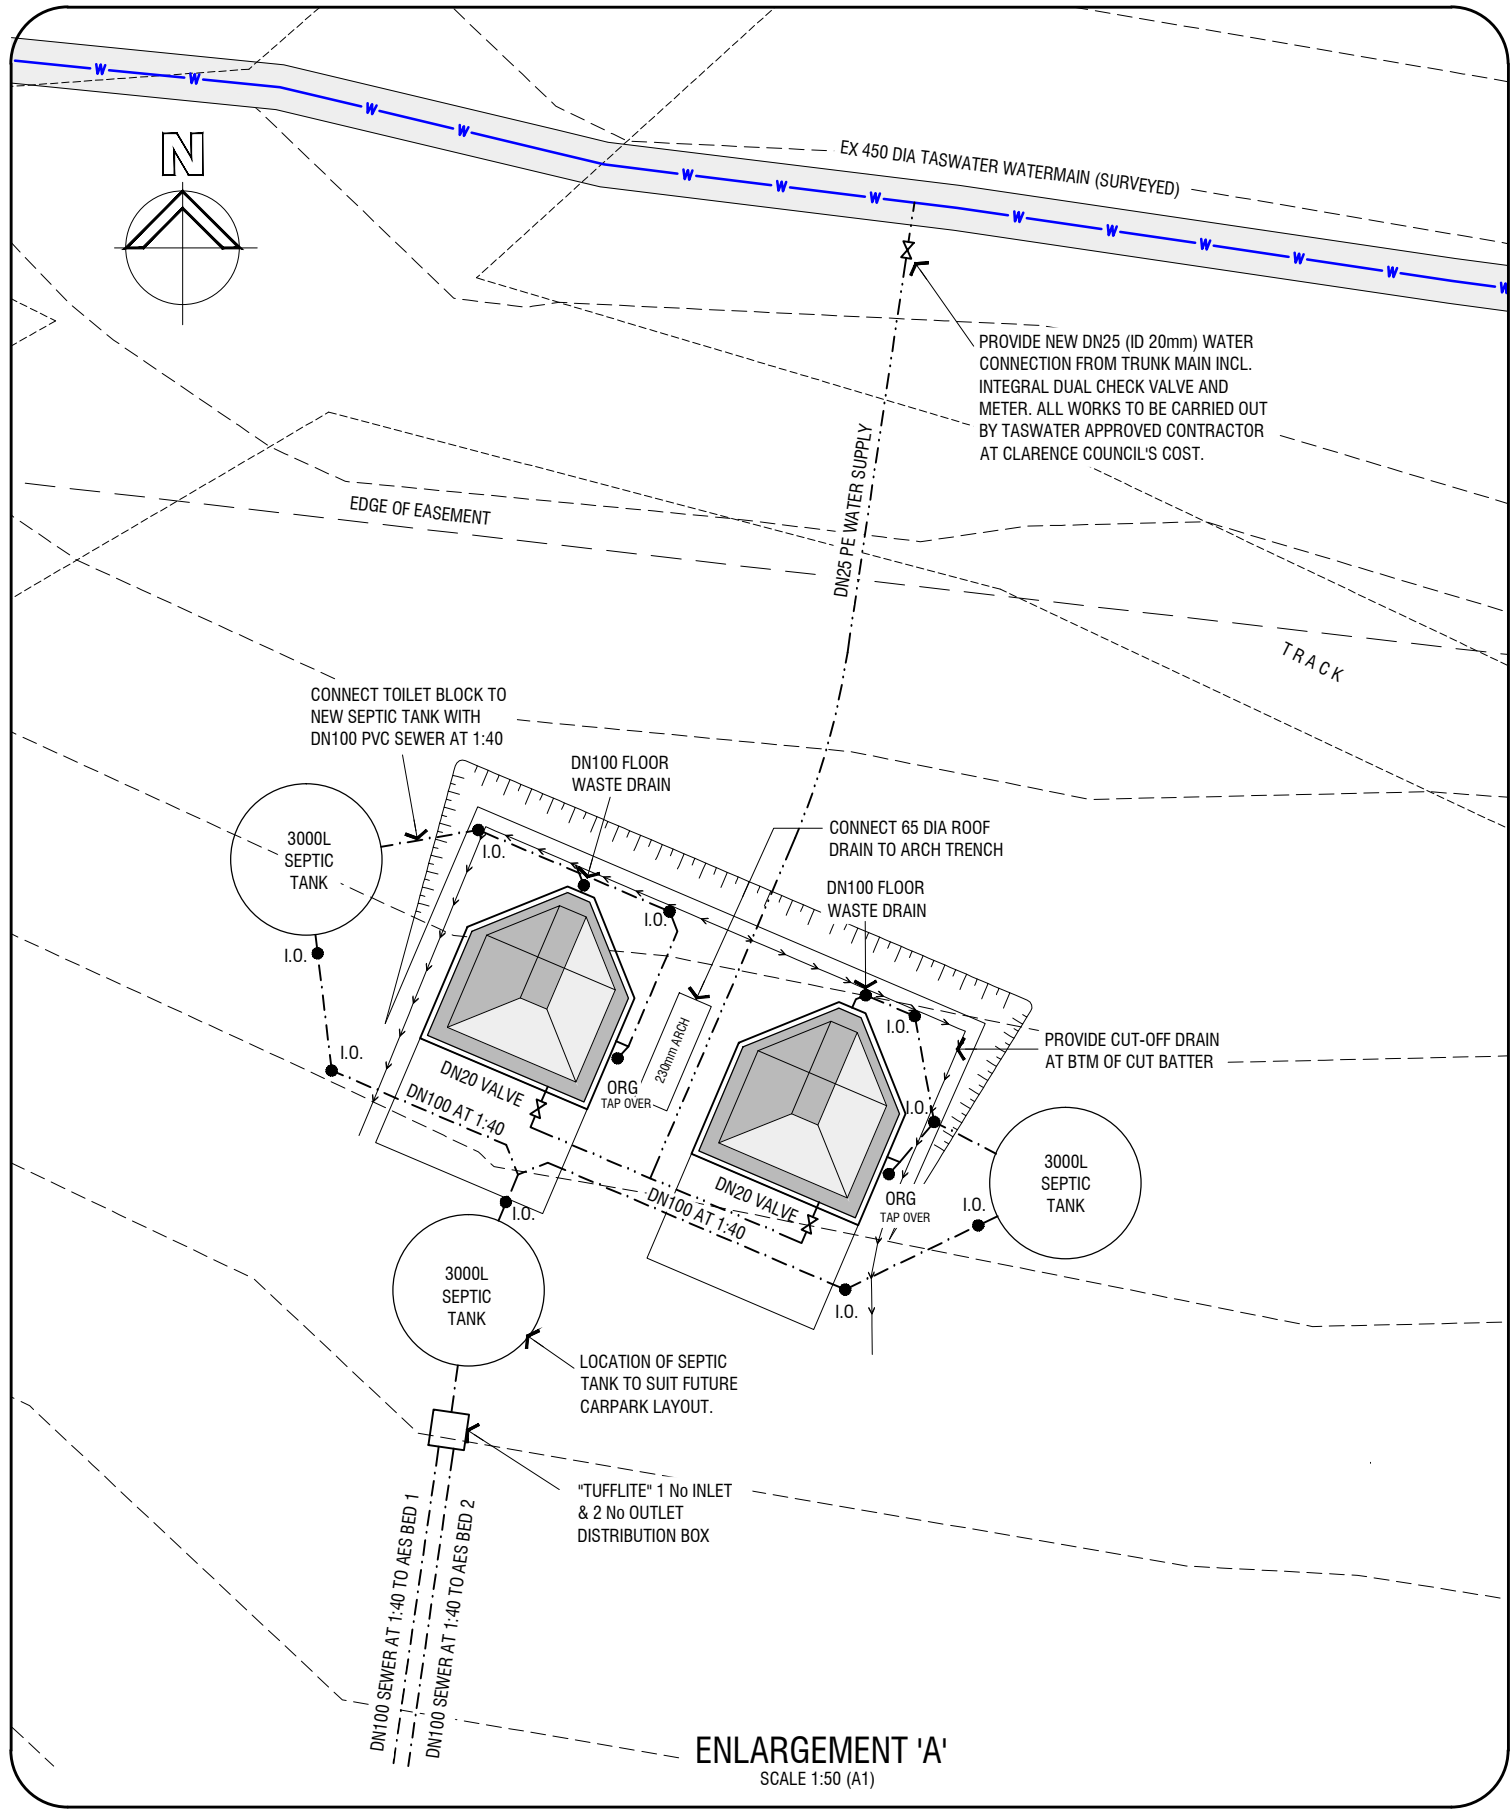 W W W W W W W W W W W W W W
N
EX 450 DIA TASWATER WATERMAIN (SURVEYED)
PROVIDE NEW DN25 (ID 20mm) WATER
CONNECTION FROM TRUNK MAIN INCL.
INTEGRAL DUAL CHECK VALVE AND
METER. ALL WORKS TO BE CARRIED OUT
BY TASWATER APPROVED CONTRACTOR
AT CLARENCE COUNCIL'S COST.
DN25 PE WATER SUPPLY
EDGE OF EASEMENT
TRACK
CONNECT TOILET BLOCK TO
NEW SEPTIC TANK WITH
DN100 PVC SEWER AT 1:40
DN100 FLOOR
WASTE DRAIN
CONNECT 65 DIA ROOF
DRAIN TO ARCH TRENCH
DN100 FLOOR
WASTE DRAIN
3000L
SEPTIC
TANK
I.O.
I.O.
I.O.
I.O.
I.O.
PROVIDE CUT-OFF DRAIN
AT BTM OF CUT BATTER
230mm ARCH
DN20 VALVE
DN100 AT 1:40
ORG
TAP OVER
I.O.
3000L
SEPTIC
TANK
DN20 VALVE
DN100 AT 1:40
ORG
TAP OVER
I.O.
I.O.
I.O.
3000L
SEPTIC
TANK
LOCATION OF SEPTIC
TANK TO SUIT FUTURE
CARPARK LAYOUT.
"TUFFLITE" 1 No INLET
& 2 No OUTLET
DISTRIBUTION BOX
DN100 SEWER AT 1:40 TO AES BED 1
DN100 SEWER AT 1:40 TO AES BED 2
ENLARGEMENT 'A'
SCALE 1:50 (A1)